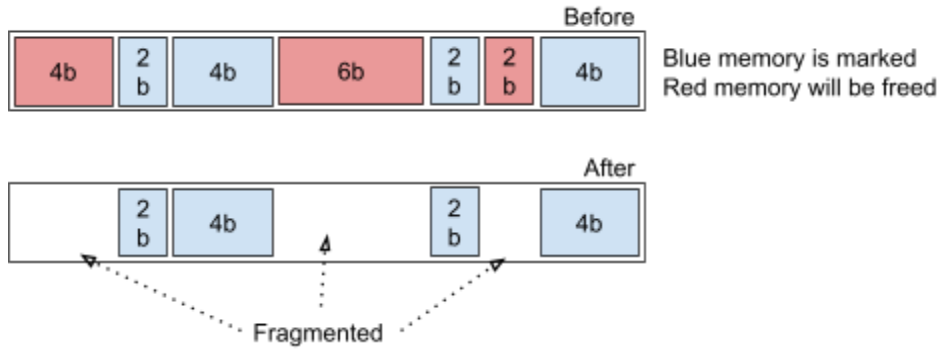 Before
4b
2
b
4b
6b
2
b
2
b
4b
Blue memory is marked
Red memory will be freed
After
2
b
4b
2
b
4b
Fragmented